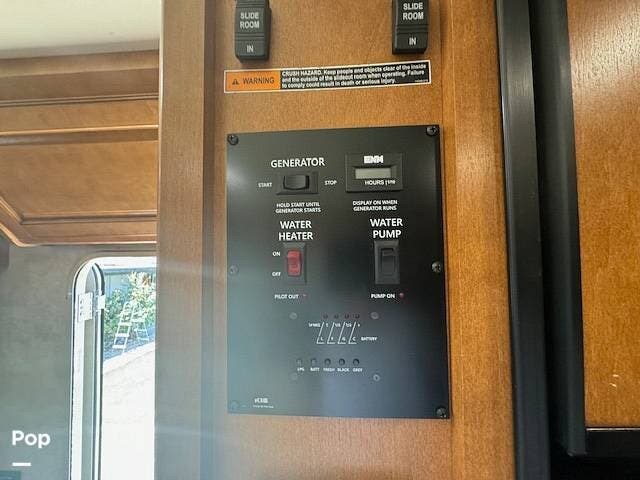 SLIDE
ROOM
IN
SLIDE
ROOM
IN
WARNING
CRUSH HAZARD. Keep people and objects clear of the inside
and the outside of the slideout room when operating. Failure
to comply could result in death or serious injury.
GENERATOR
START
STOP
HOURS 1/10
HOLD START UNTIL
GENERATOR STARTS
DISPLAY ON WHEN
GENERATOR RUNS
WATER
HEATER
WATER
PUMP
ON
OFF
PILOT OUT
PUMP ON
BATTERY
LPG BATT FRESH BLACK GREY
Pop